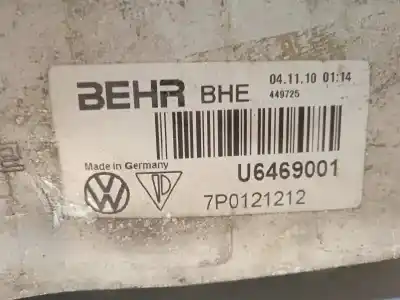 BEHR BHE 04.11.10 01:14
449725
Made in Germany
U6469001
7P0121212